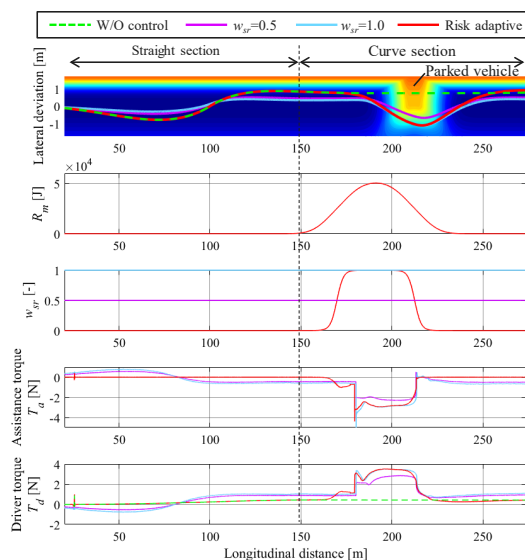 W/O control w_sr=0.5 w_sr=1.0 Risk adaptive
Straight section Curve section
Parked vehicle
Lateral deviation [m]
1
0
-1
50 100 150 200 250
×10^4
R_m [J]
5
0
50 100 150 200 250
w_sr [-]
1
0.5
0
50 100 150 200 250
Assistance torque
T_a [N]
0
-2
-4
50 100 150 200 250
Driver torque
T_d [N]
4
2
0
50 100 150 200 250
Longitudinal distance [m]